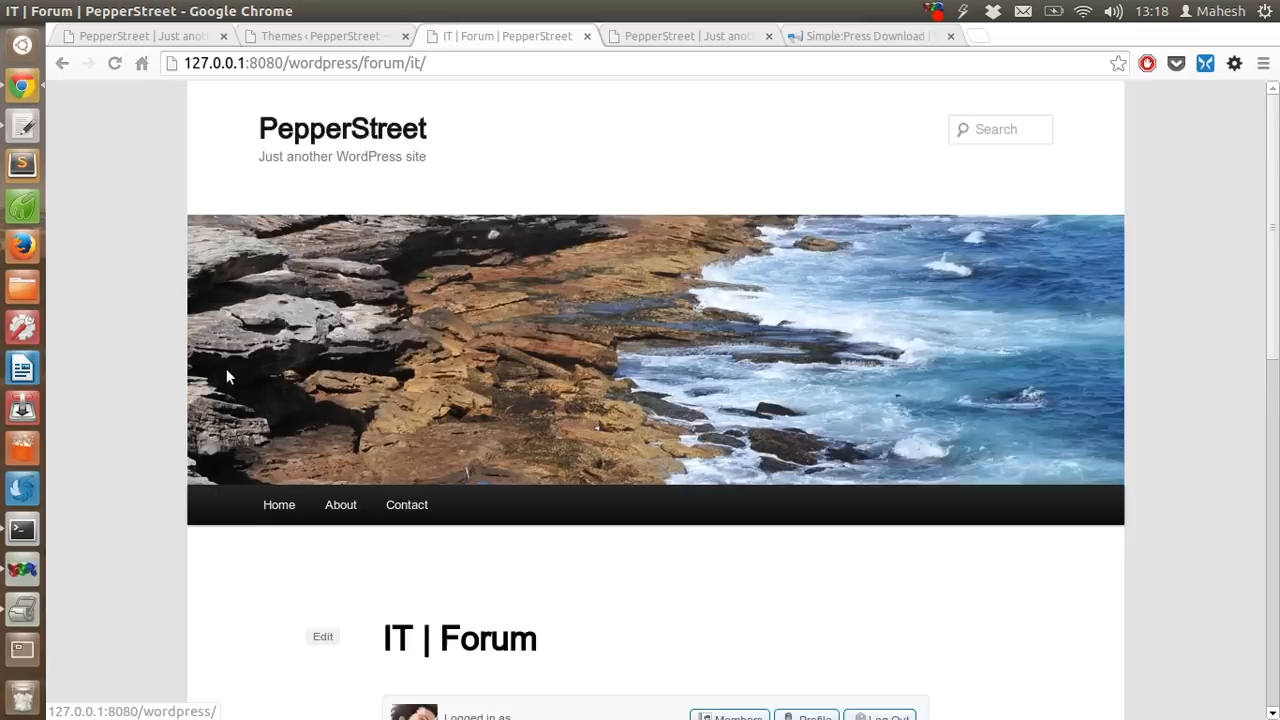 IT | Forum | PepperStreet - Google Chrome
13:18 Mahesh
PepperStreet | Just anot
Themes ‹ PepperStreet —
IT | Forum | PepperStreet
PepperStreet | Just anot
Simple:Press Download |
127.0.0.1:8080/wordpress/forum/it/
PepperStreet
Just another WordPress site
Search
Home About Contact
Edit
IT | Forum
Logged in as
Members Profile Log Out
127.0.0.1:8080/wordpress/